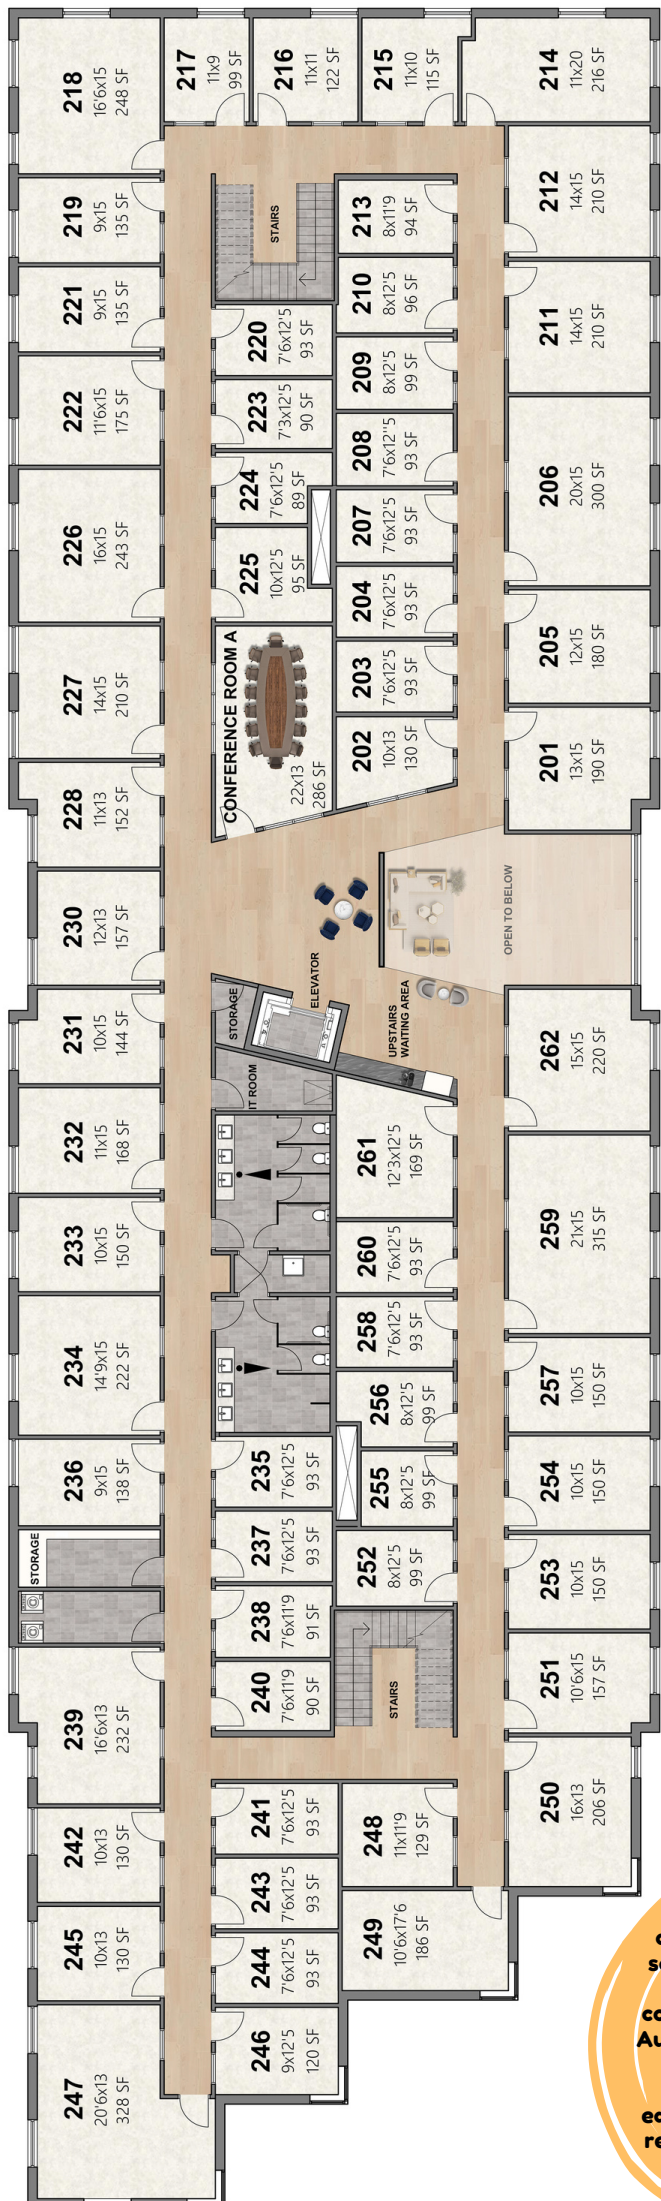 218
16'6x15
248 SF
217
11x9
99 SF
216
11x11
122 SF
215
11x10
115 SF
214
11x20
216 SF
219
9x15
135 SF
STAIRS
213
8x11'9
94 SF
212
14x15
210 SF
221
9x15
135 SF
220
7'6x12'5
93 SF
210
8x12'5
96 SF
211
14x15
210 SF
222
11'6x15
175 SF
223
7'3x12'5
90 SF
209
8x12'5
99 SF
224
7'6x12'5
89 SF
208
7'6x12"5
93 SF
206
20x15
300 SF
226
16x15
243 SF
225
10x12'5
95 SF
207
7'6x12'5
93 SF
204
7'6x12'5
93 SF
205
12x15
180 SF
227
14x15
210 SF
CONFERENCE ROOM A
22x13
286 SF
203
7'6x12'5
93 SF
202
10x13
130 SF
201
13x15
190 SF
228
11x13
152 SF
230
12x13
157 SF
OPEN TO BELOW
231
10x15
144 SF
STORAGE
ELEVATOR
UPSTAIRS
WAITING AREA
262
15x15
220 SF
232
11x15
168 SF
IT ROOM
261
12'3x12'5
169 SF
233
10x15
150 SF
260
7'6x12'5
93 SF
259
21x15
315 SF
234
14'9x15
222 SF
258
7'6x12'5
93 SF
256
8x12'5
99 SF
257
10x15
150 SF
236
9x15
138 SF
235
7'6x12'5
93 SF
255
8x12'5
99 SF
254
10x15
150 SF
STORAGE
237
7'6x12'5
93 SF
252
8x12'5
99 SF
253
10x15
150 SF
238
7'6x11'9
91 SF
239
16'6x13
232 SF
240
7'6x11'9
90 SF
STAIRS
251
10'6x15
157 SF
242
10x13
130 SF
241
7'6x12'5
93 SF
248
11x11'9
129 SF
250
16x13
206 SF
245
10x13
130 SF
243
7'6x12'5
93 SF
249
10'6x17'6
186 SF
244
7'6x12'5
93 SF
247
20'6x13
328 SF
246
9x12'5
120 SF